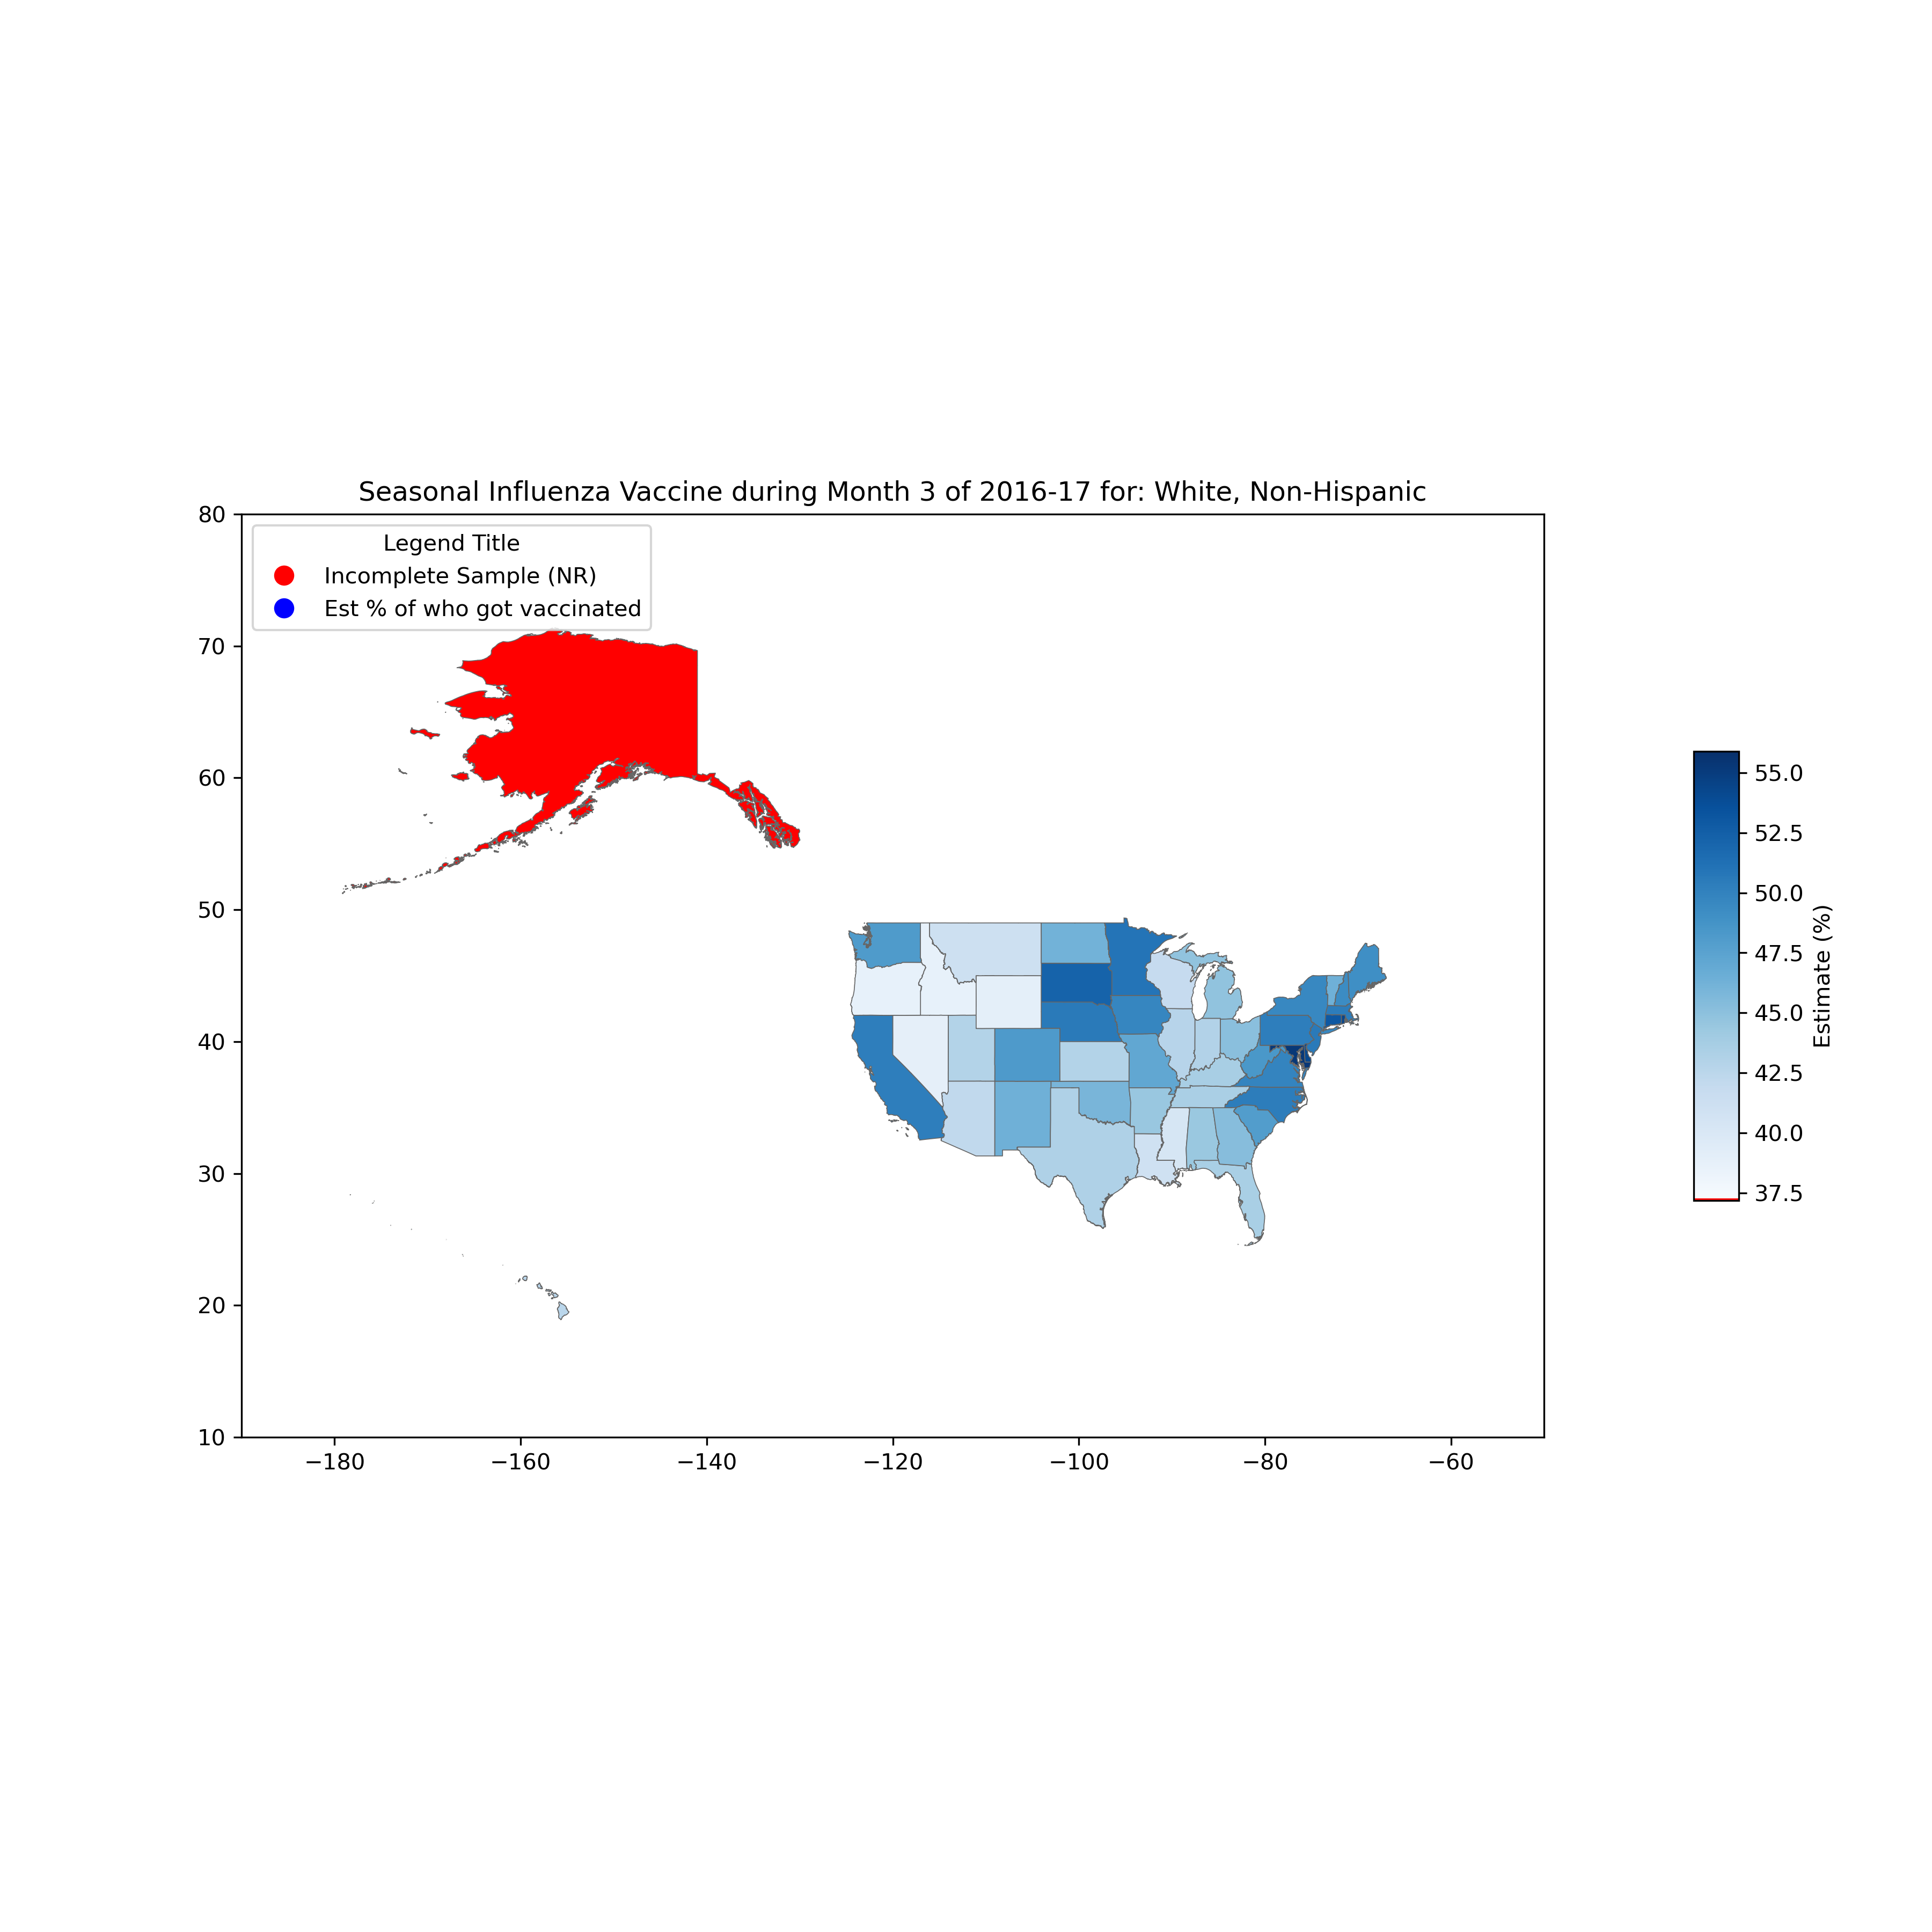 Seasonal Influenza Vaccine during Month 3 of 2016-17 for: White, Non-Hispanic
80
Legend Title
Incomplete Sample (NR)
Est % of who got vaccinated
70
60
50
40
30
20
10
−180 −160 −140 −120 −100 −80 −60
55.0
52.5
50.0
47.5
45.0
42.5
40.0
37.5
Estimate (%)